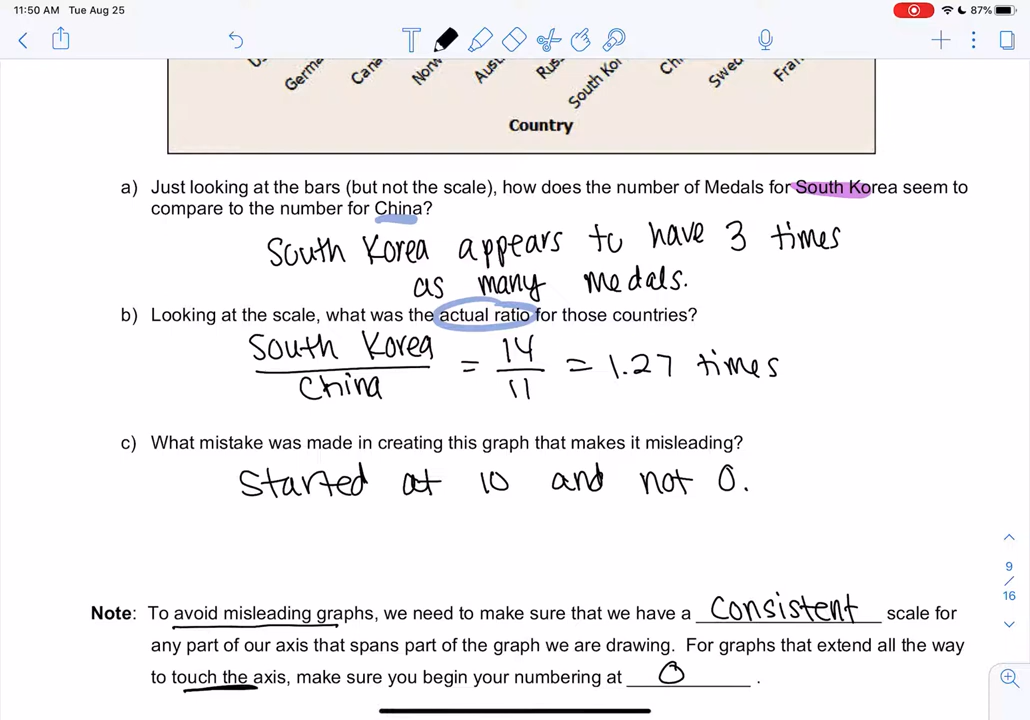 11:50 AM Tue Aug 25
87%
T
Germa
Cana
Norw
Aust
Rus
South Kor
Chi
Swed
Fran
Country
a) Just looking at the bars (but not the scale), how does the number of Medals for South Korea seem to
compare to the number for China?
South Korea appears to have 3 times
as many medals.
b) Looking at the scale, what was the actual ratio for those countries?
South Korea / China = 14 / 11 = 1.27 times
c) What mistake was made in creating this graph that makes it misleading?
Started at 10 and not 0.
Note: To avoid misleading graphs, we need to make sure that we have a consistent scale for
any part of our axis that spans part of the graph we are drawing. For graphs that extend all the way
to touch the axis, make sure you begin your numbering at 0 .
9
/
16